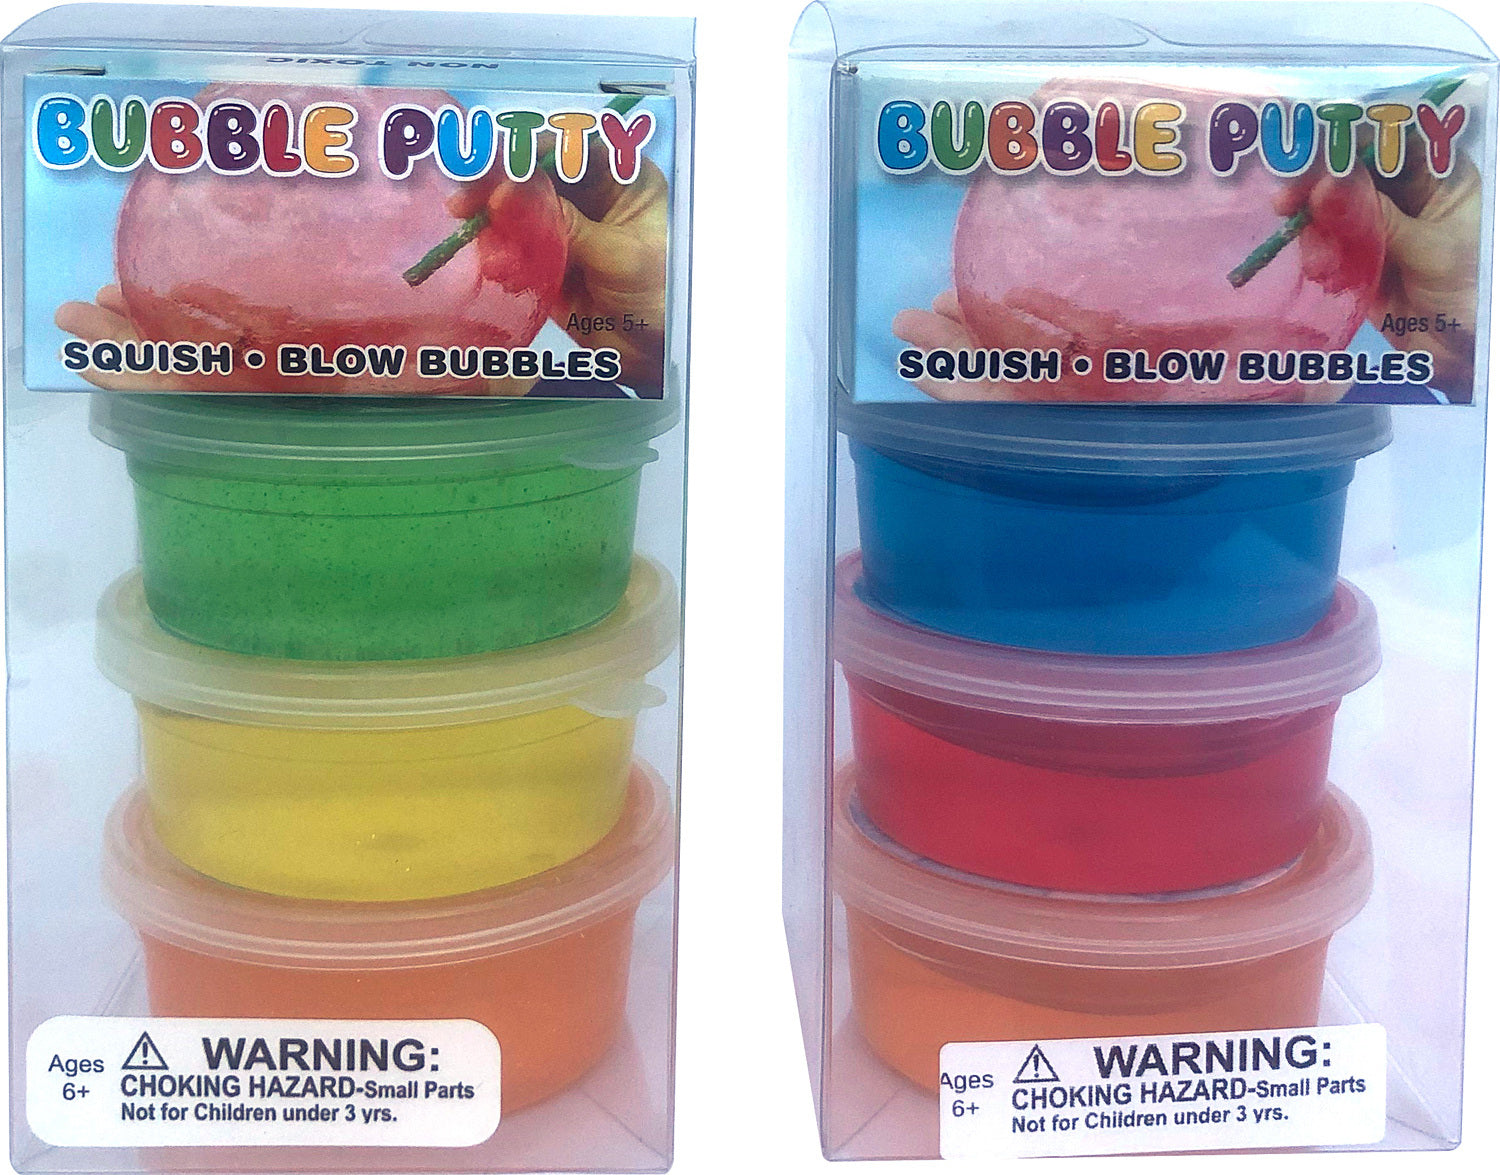 NON TOXIC
BUBBLE PUTTY
Ages 5+
SQUISH • BLOW BUBBLES
Ages
6+
⚠ WARNING:
CHOKING HAZARD-Small Parts
Not for Children under 3 yrs.
BUBBLE PUTTY
Ages 5+
SQUISH • BLOW BUBBLES
Ages
6+
⚠ WARNING:
CHOKING HAZARD-Small Parts
Not for Children under 3 yrs.